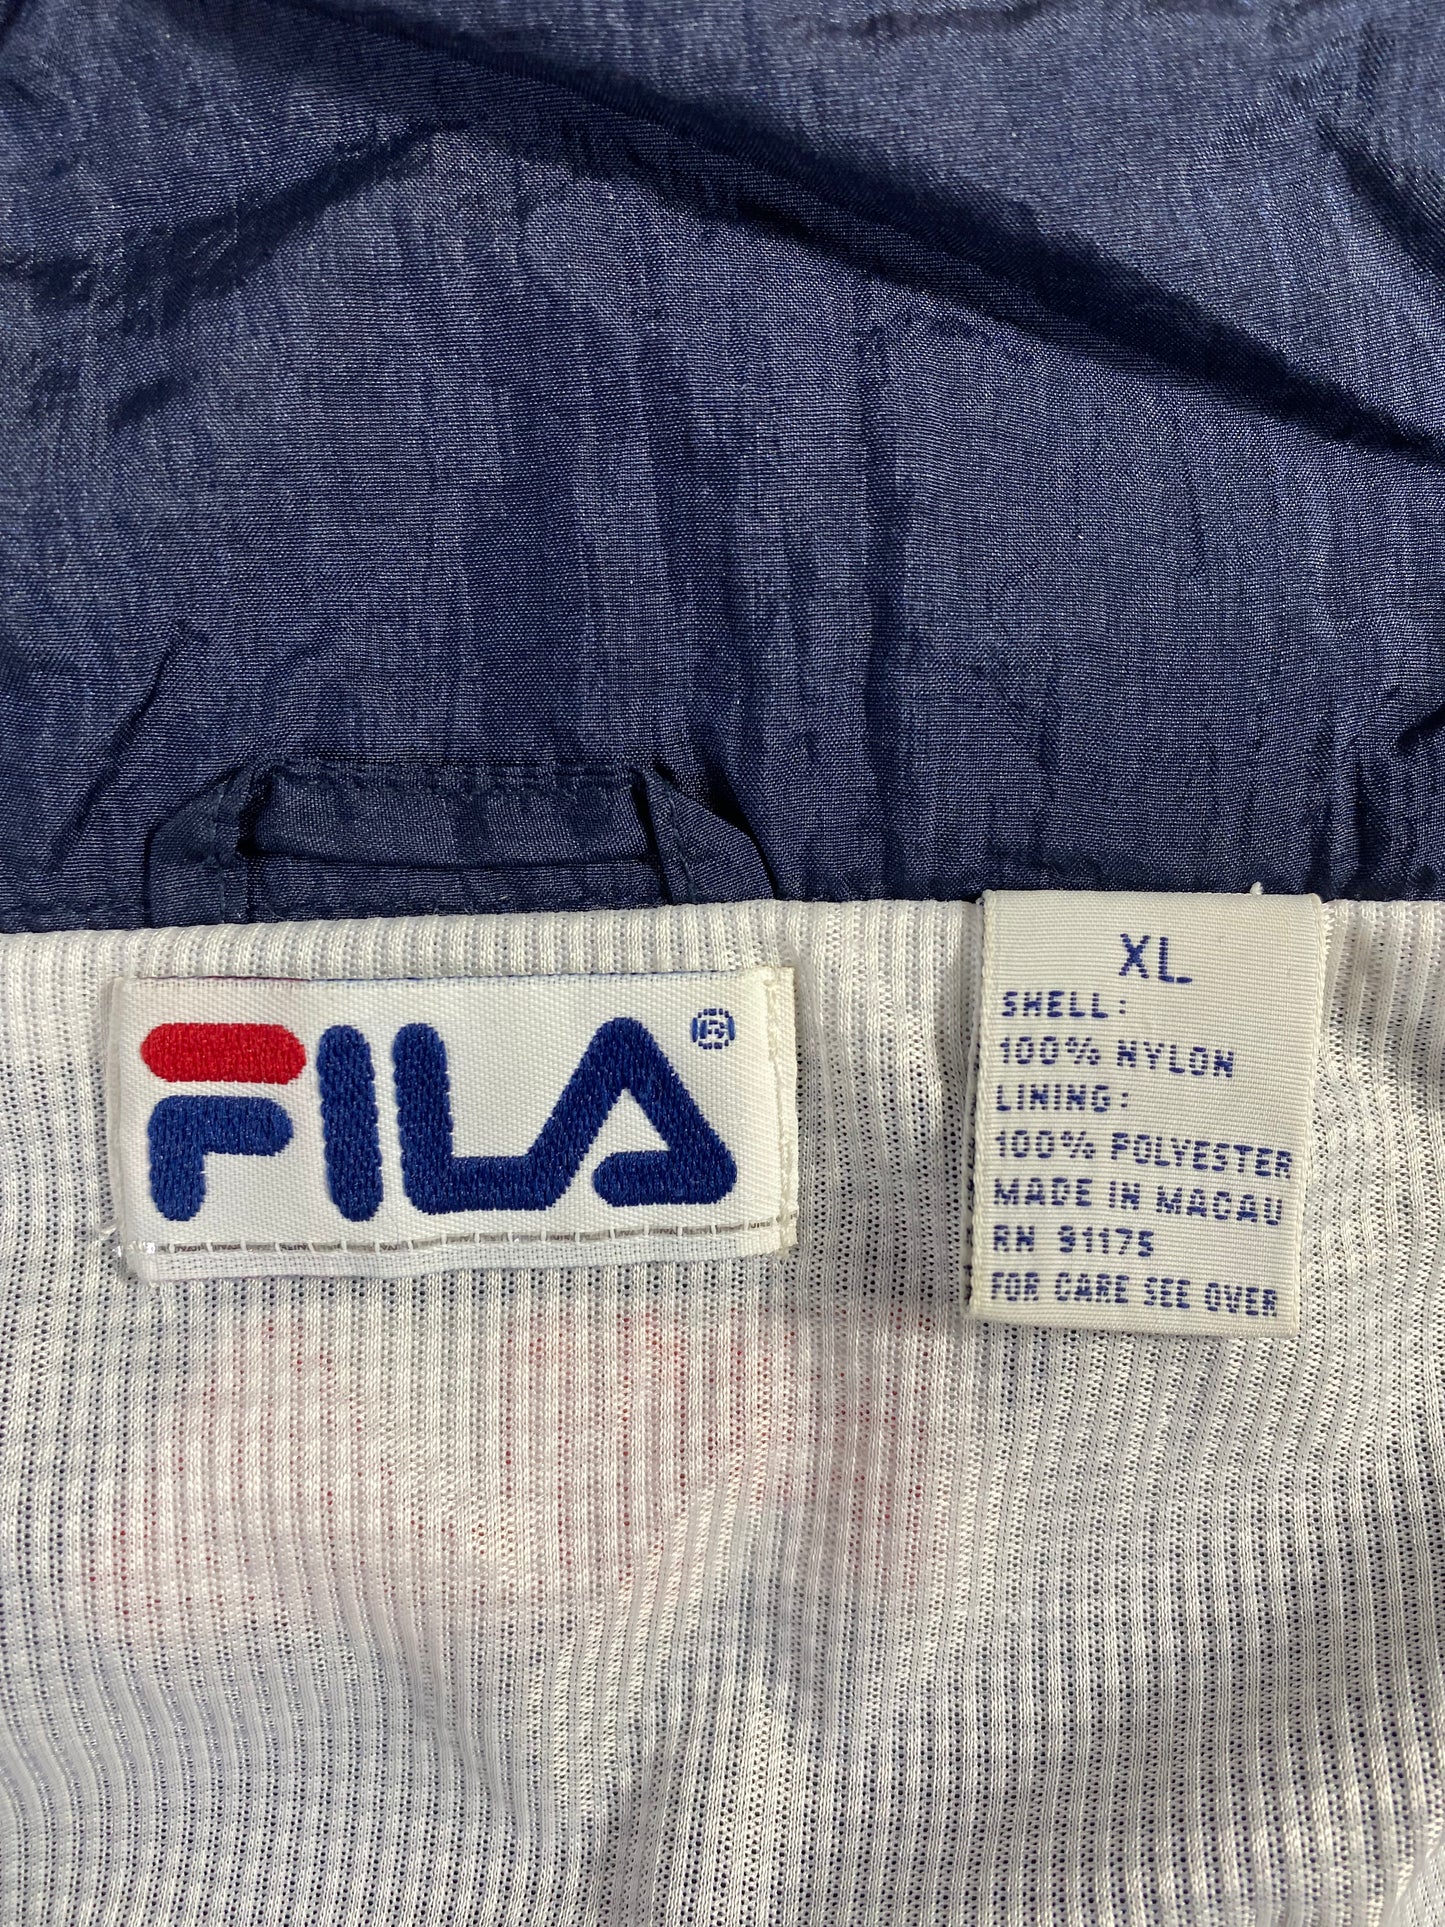 FILA®
XL
SHELL:
100% NYLON
LINING:
100% POLYESTER
MADE IN MACAU
RN 91175
FOR CARE SEE OVER